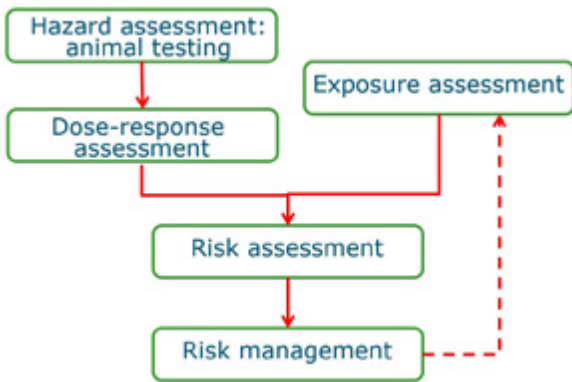 Hazard assessment:
animal testing
Exposure assessment
Dose-response
assessment
Risk assessment
Risk management